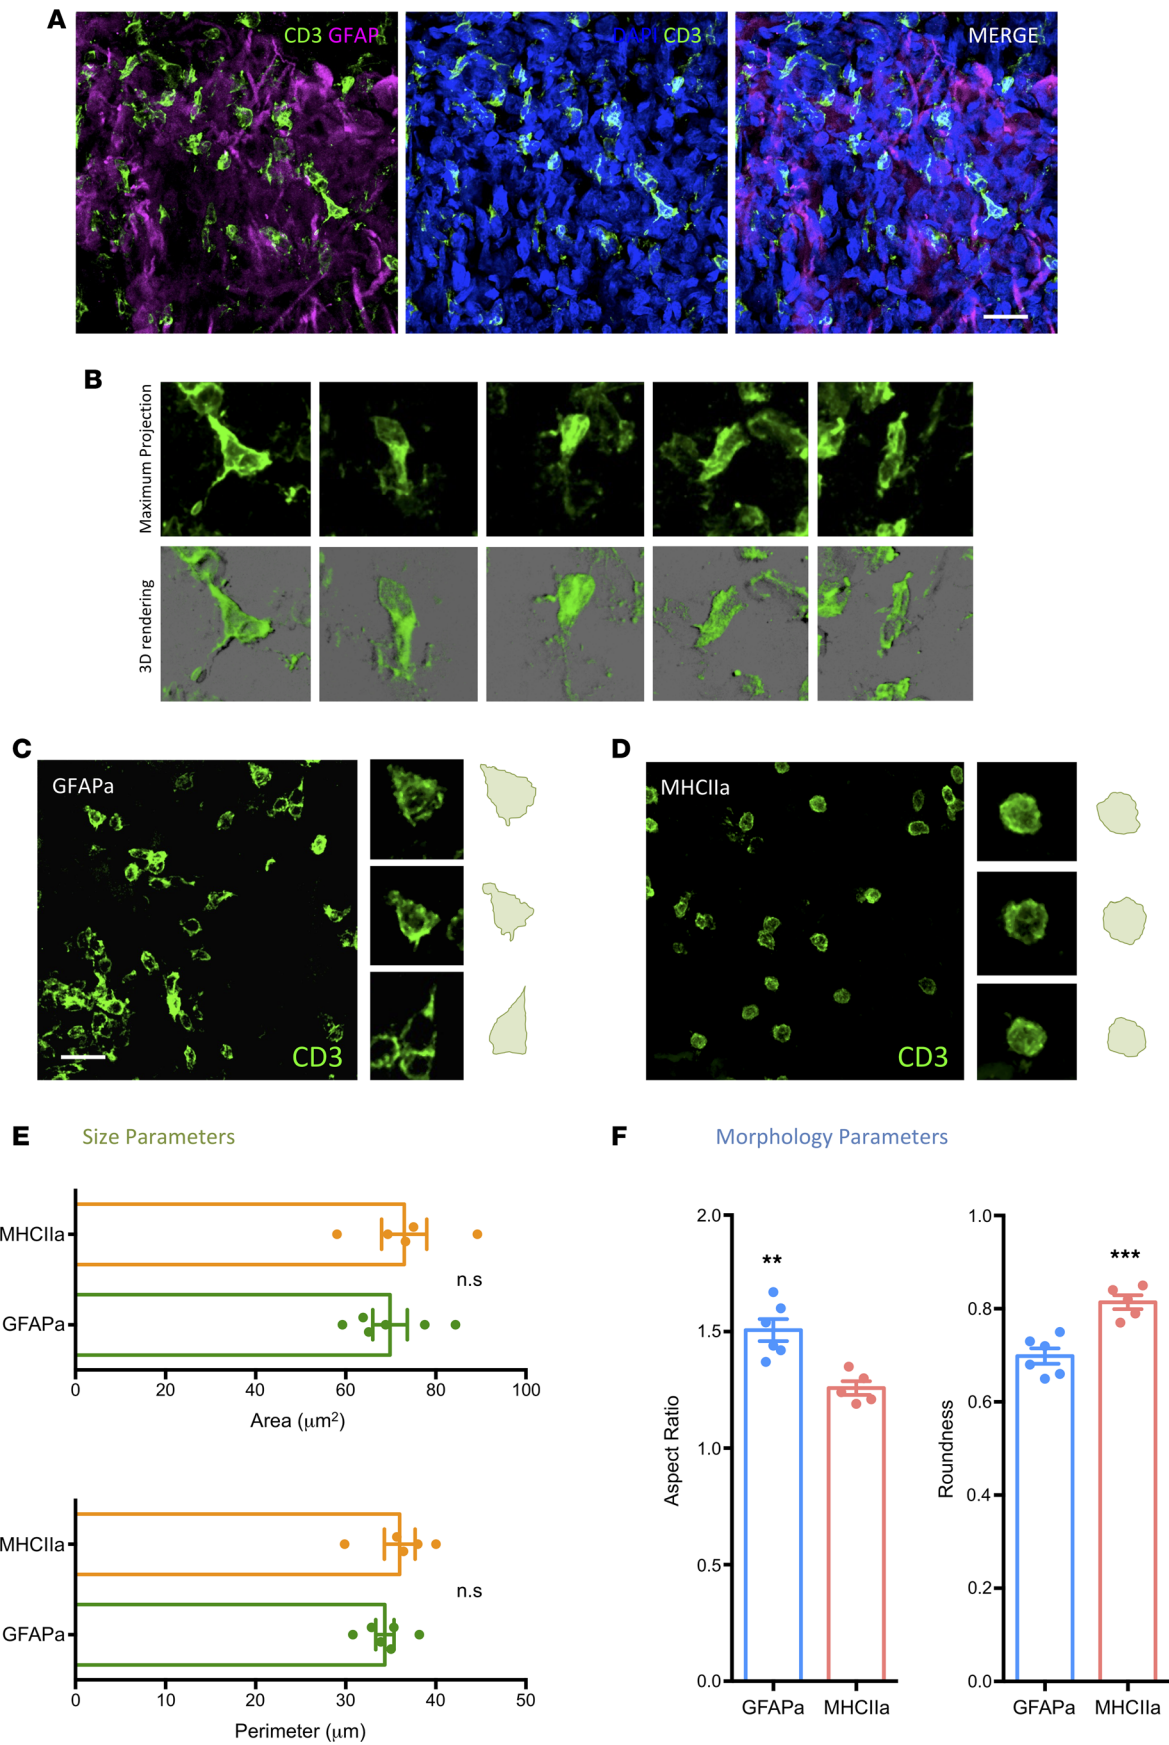 A
CD3 GFAP
DAPI CD3
MERGE
B
Maximum Projection
3D rendering
C
GFAPa
CD3
D
MHCIIa
CD3
E
Size Parameters
MHCIIa
n.s
GFAPa
0 20 40 60 80 100
Area (μm²)
MHCIIa
n.s
GFAPa
0 10 20 30 40 50
Perimeter (μm)
F
Morphology Parameters
2.0
**
1.5
1.0
0.5
0.0
Aspect Ratio
GFAPa MHCIIa
1.0
***
0.8
0.6
0.4
0.2
0.0
Roundness
GFAPa MHCIIa